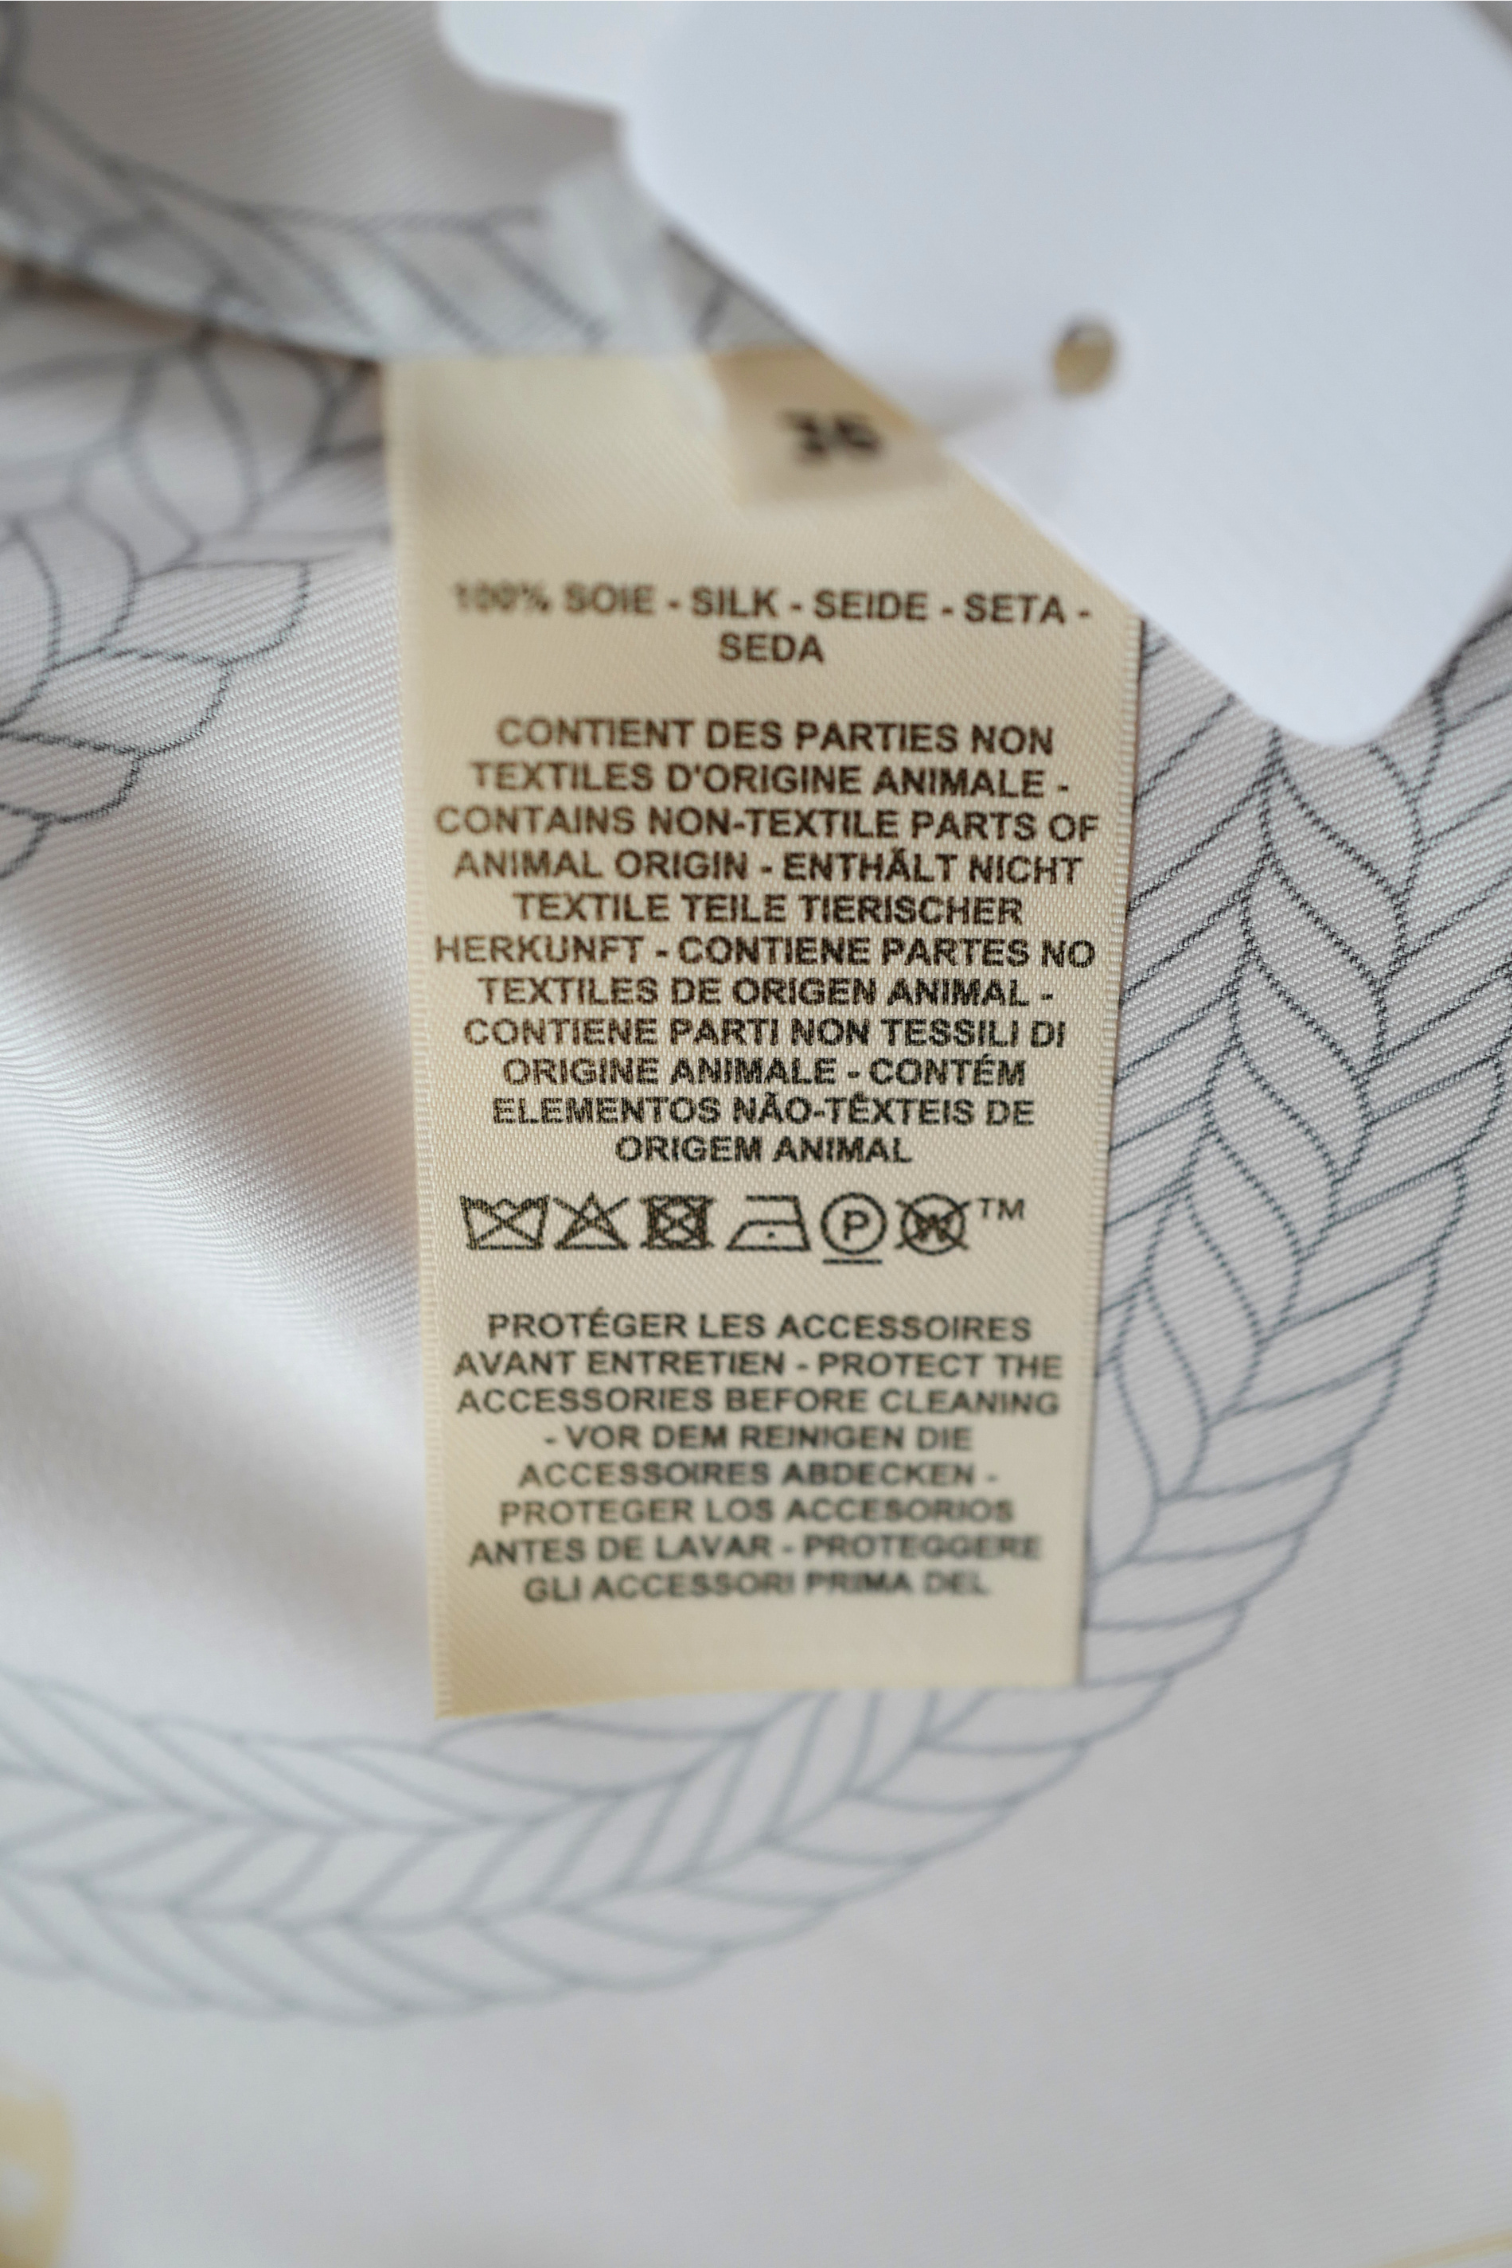 36
100% SOIE - SILK - SEIDE - SETA -
SEDA
CONTIENT DES PARTIES NON
TEXTILES D'ORIGINE ANIMALE -
CONTAINS NON-TEXTILE PARTS OF
ANIMAL ORIGIN - ENTHÄLT NICHT
TEXTILE TEILE TIERISCHER
HERKUNFT - CONTIENE PARTES NO
TEXTILES DE ORIGEN ANIMAL -
CONTIENE PARTI NON TESSILI DI
ORIGINE ANIMALE - CONTÉM
ELEMENTOS NÃO-TÊXTEIS DE
ORIGEM ANIMAL
P W TM
PROTÉGER LES ACCESSOIRES
AVANT ENTRETIEN - PROTECT THE
ACCESSORIES BEFORE CLEANING
- VOR DEM REINIGEN DIE
ACCESSOIRES ABDECKEN -
PROTEGER LOS ACCESORIOS
ANTES DE LAVAR - PROTEGGERE
GLI ACCESSORI PRIMA DEL